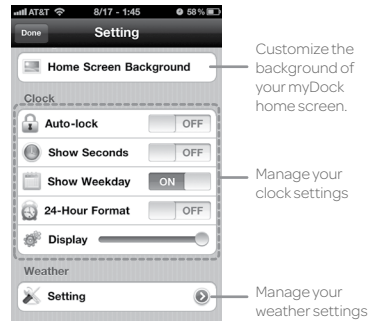 AT&T 8/17 - 1:45 58 %
Done Setting
Home Screen Background
Customize the
background of
your myDock
home screen.
Clock
Auto-lock OFF
Show Seconds OFF
Show Weekday ON
Manage your
clock settings
24-Hour Format OFF
Display
Weather
Setting
Manage your
weather settings